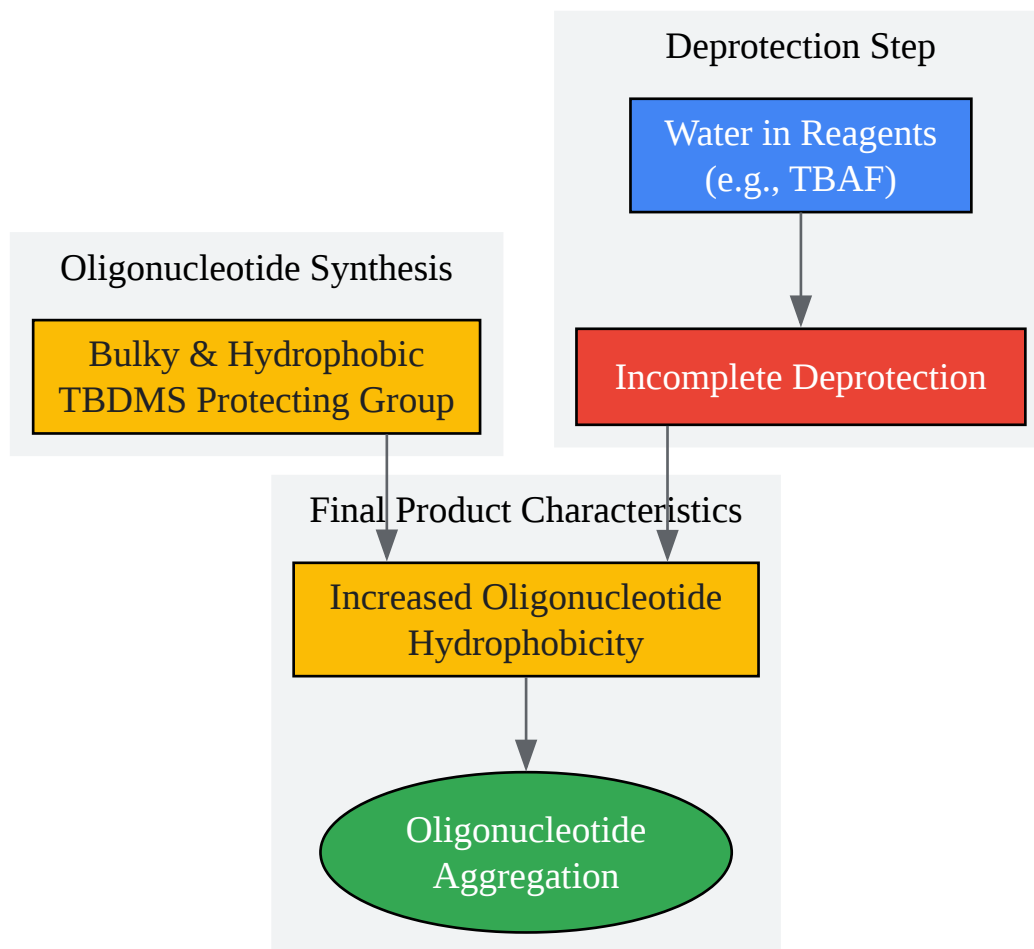 Deprotection Step
Water in Reagents
(e.g., TBAF)
Oligonucleotide Synthesis
Bulky & Hydrophobic
TBDMS Protecting Group
Incomplete Deprotection
Final Product Characteristics
Increased Oligonucleotide
Hydrophobicity
Oligonucleotide
Aggregation